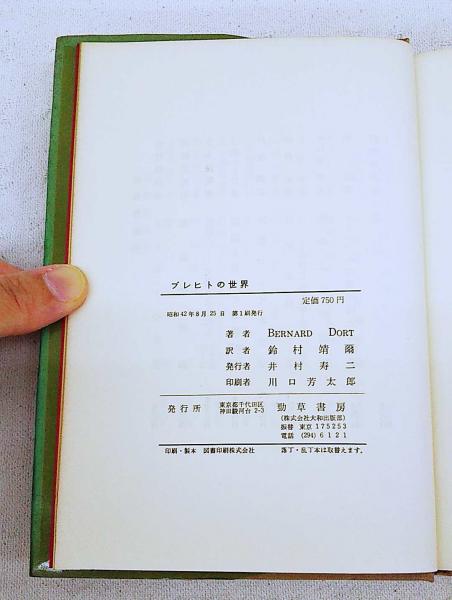 ブレヒトの世界
定価 750 円
昭和 42 年 8 月 25 日 第 1 刷発行
著者 BERNARD DORT
訳者 鈴村靖爾
発行者 井村寿二
印刷者 川口芳太郎
発行所 東京都千代田区神田駿河台 2-3 勁草書房
(株式会社大和出版部)
振替 東京 175253
電話 (294) 6121
印刷・製本 図書印刷株式会社 落丁・乱丁本は取替えます。